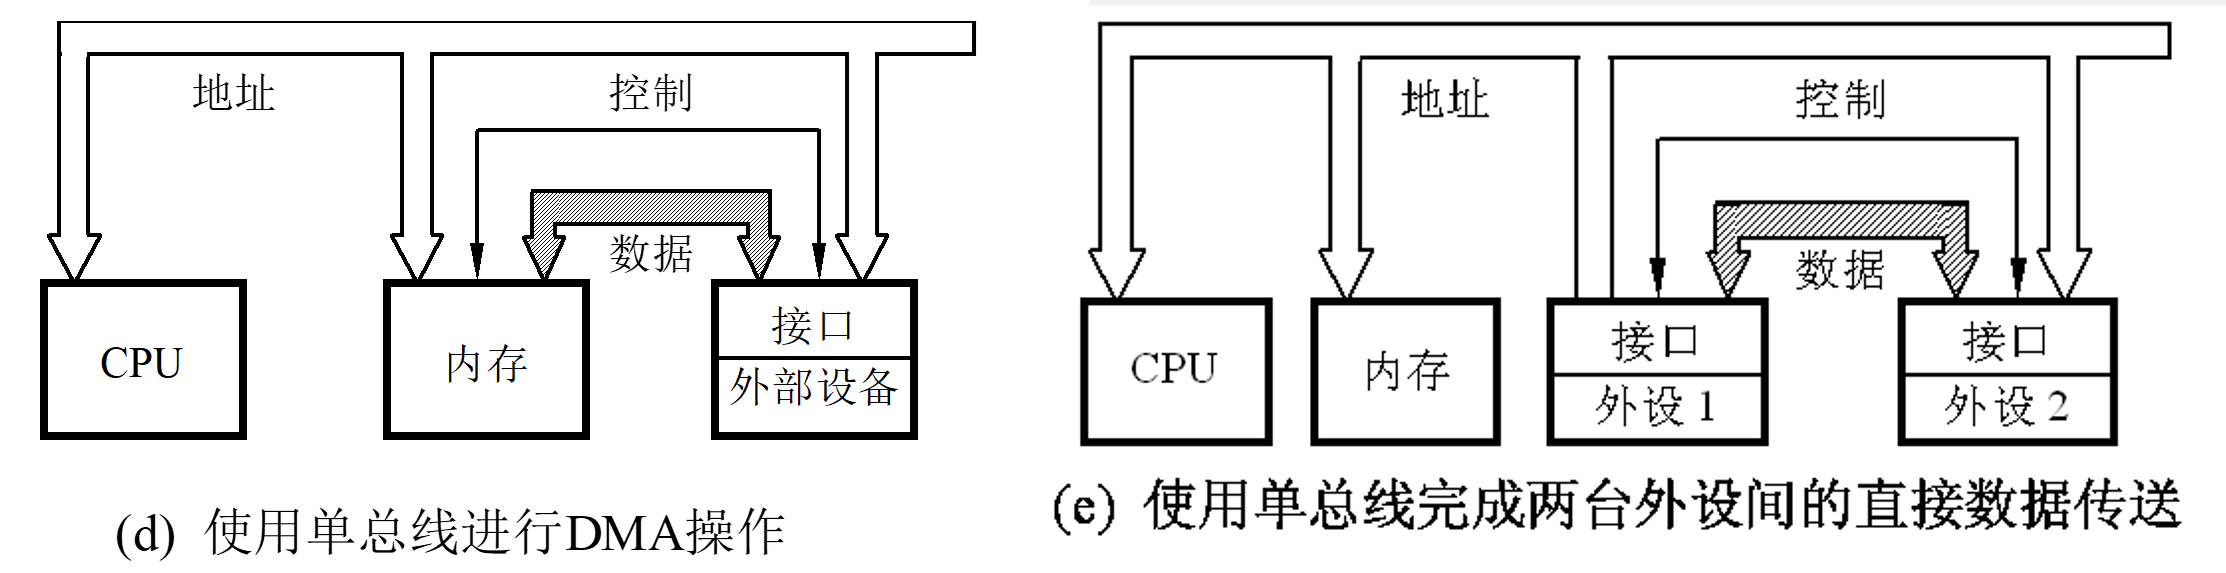 地址
控制
数据
CPU
内存
接口
外部设备
(d) 使用单总线进行DMA操作
地址
控制
数据
CPU
内存
接口
外设 1
接口
外设 2
(e) 使用单总线完成两台外设间的直接数据传送